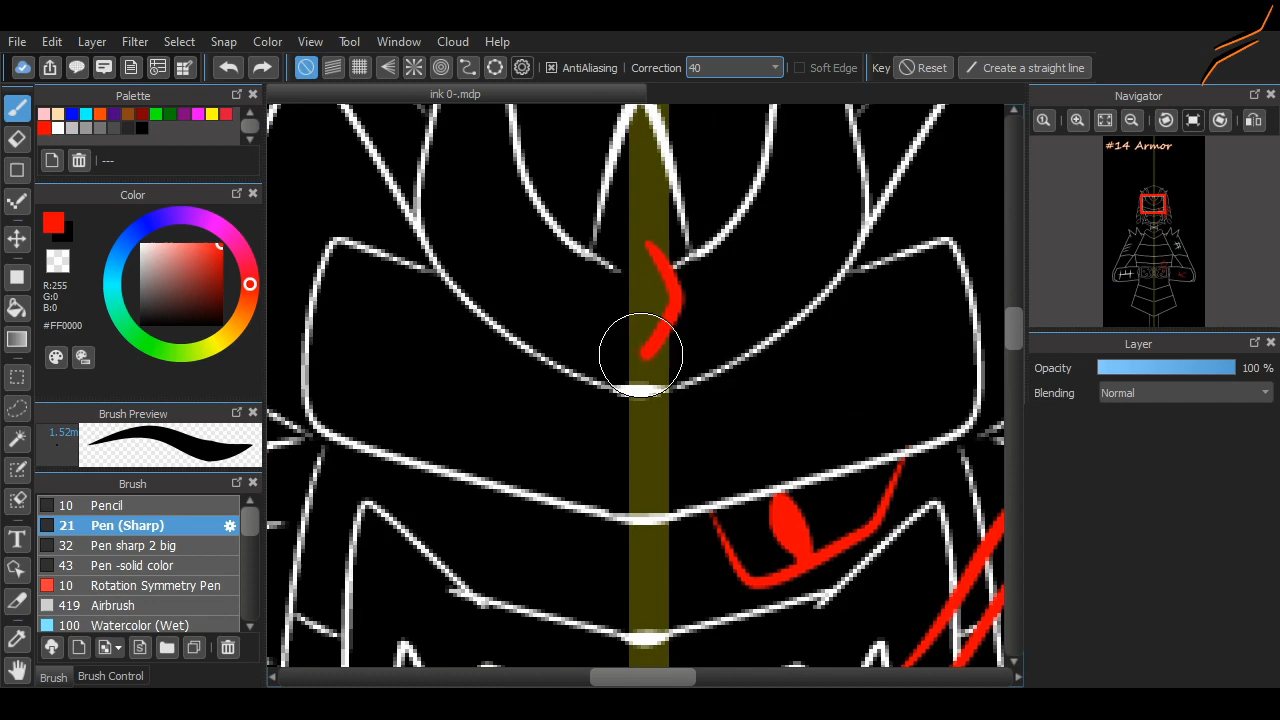 File Edit Layer Filter Select Snap Color View Tool Window Cloud Help
AntiAliasing Correction 40 Soft Edge Key Reset Create a straight line
Palette
ink 0-.mdp
Navigator
#14 Armor
---
Color
R:255
G:0
B:0
#FF0000
Brush Preview
1.52m
Brush
10 Pencil
21 Pen (Sharp)
32 Pen sharp 2 big
43 Pen -solid color
10 Rotation Symmetry Pen
419 Airbrush
100 Watercolor (Wet)
Brush Brush Control
Layer
Opacity 100 %
Blending Normal